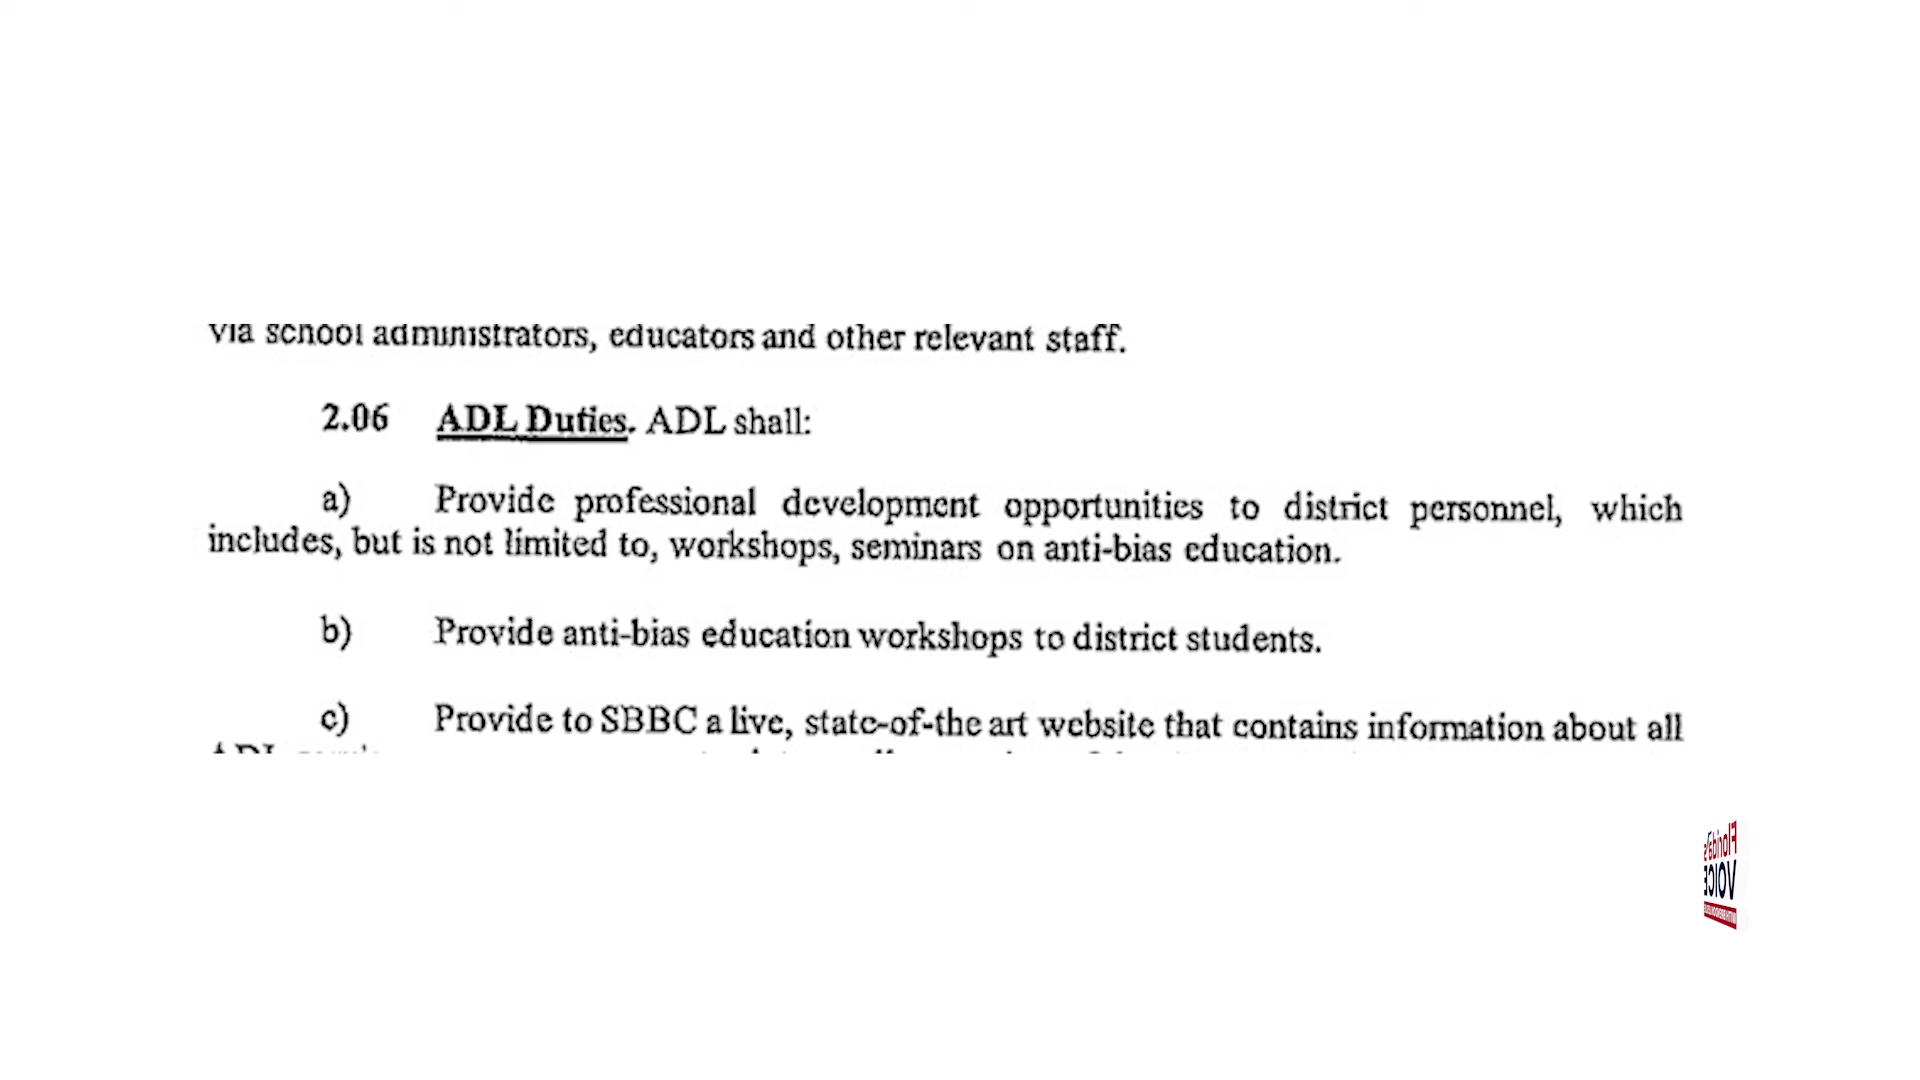 via school administrators, educators and other relevant staff.
2.06 ADL Duties. ADL shall:
a) Provide professional development opportunities to district personnel, which
includes, but is not limited to, workshops, seminars on anti-bias education.
b) Provide anti-bias education workshops to district students.
c) Provide to SBBC a live, state-of-the art website that contains information about all
Florida's
VOICE